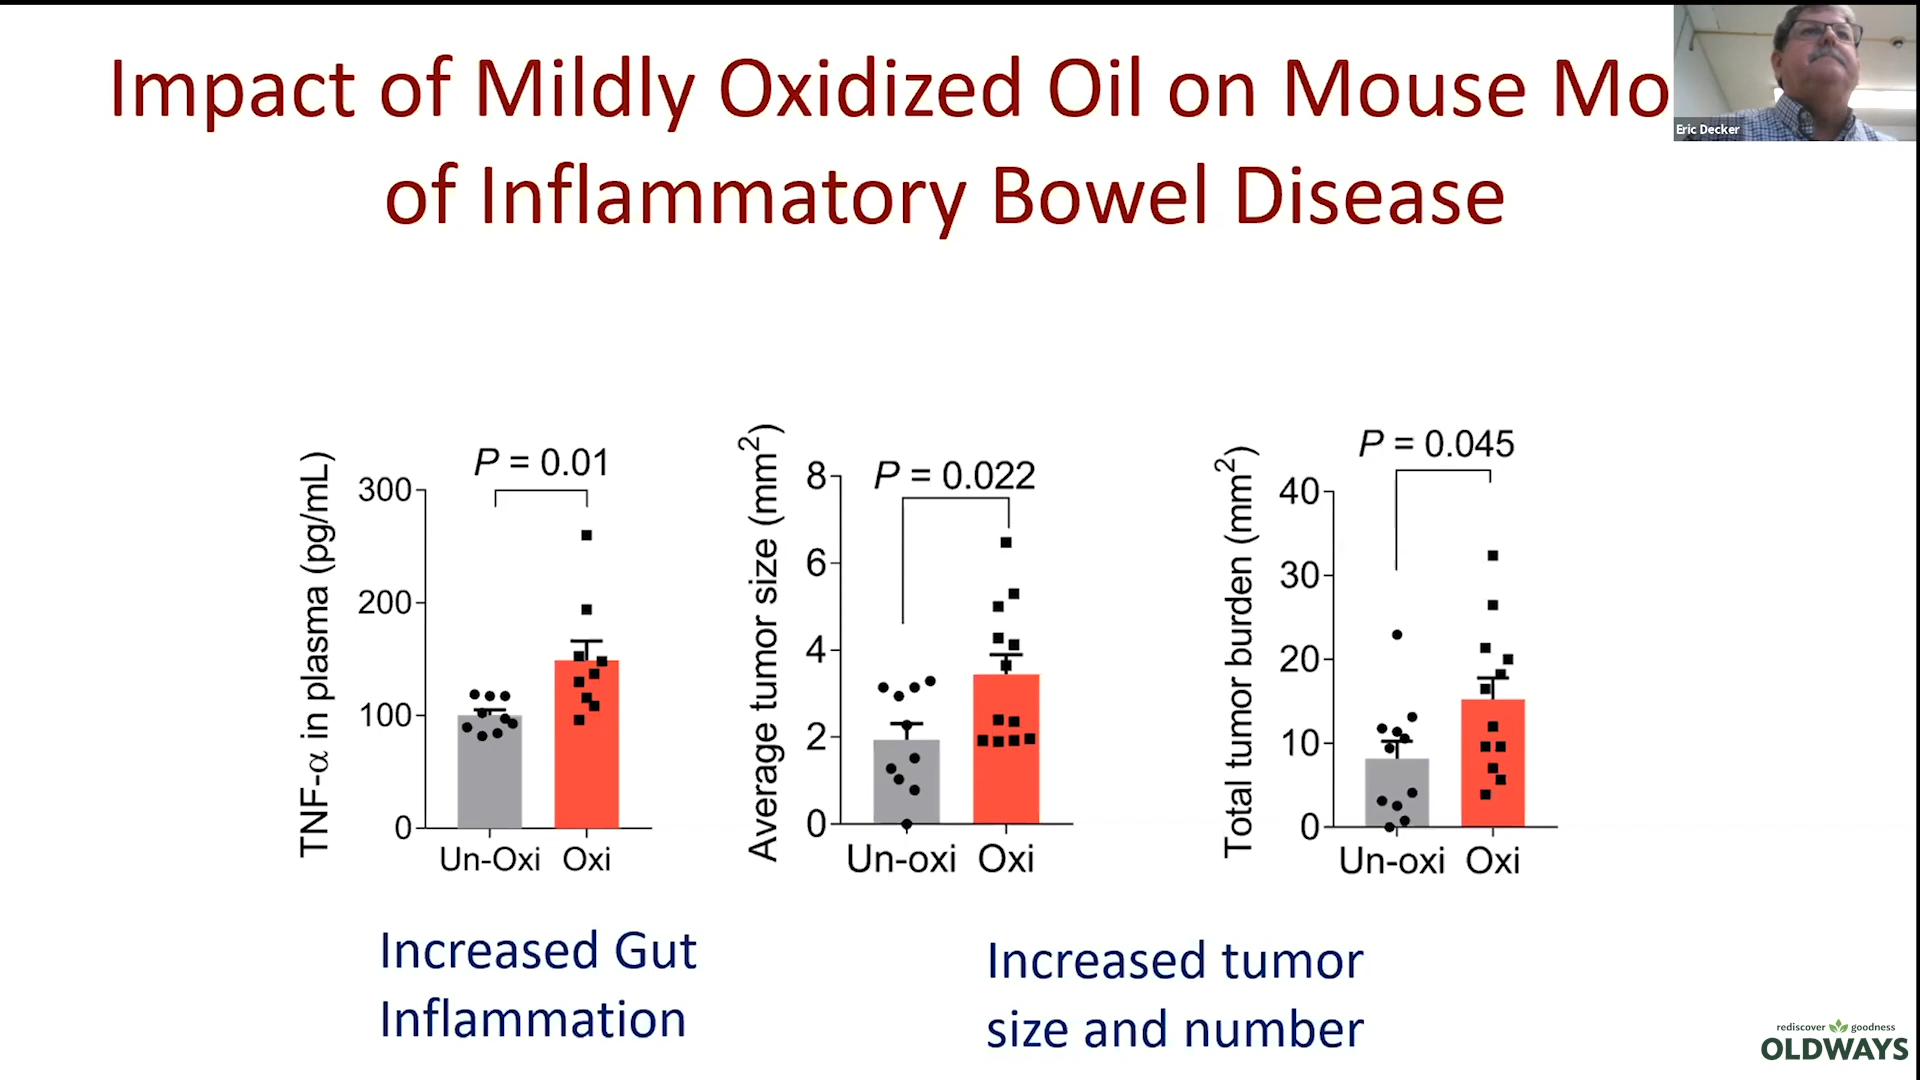 Impact of Mildly Oxidized Oil on Mouse Mo
of Inflammatory Bowel Disease
Eric Decker
TNF-α in plasma (pg/mL)
P = 0.01
300
200
100
0
Un-Oxi Oxi
Average tumor size (mm²)
P = 0.022
8
6
4
2
0
Un-oxi Oxi
Total tumor burden (mm²)
P = 0.045
40
30
20
10
0
Un-oxi Oxi
Increased Gut
Inflammation
Increased tumor
size and number
rediscover goodness
OLDWAYS